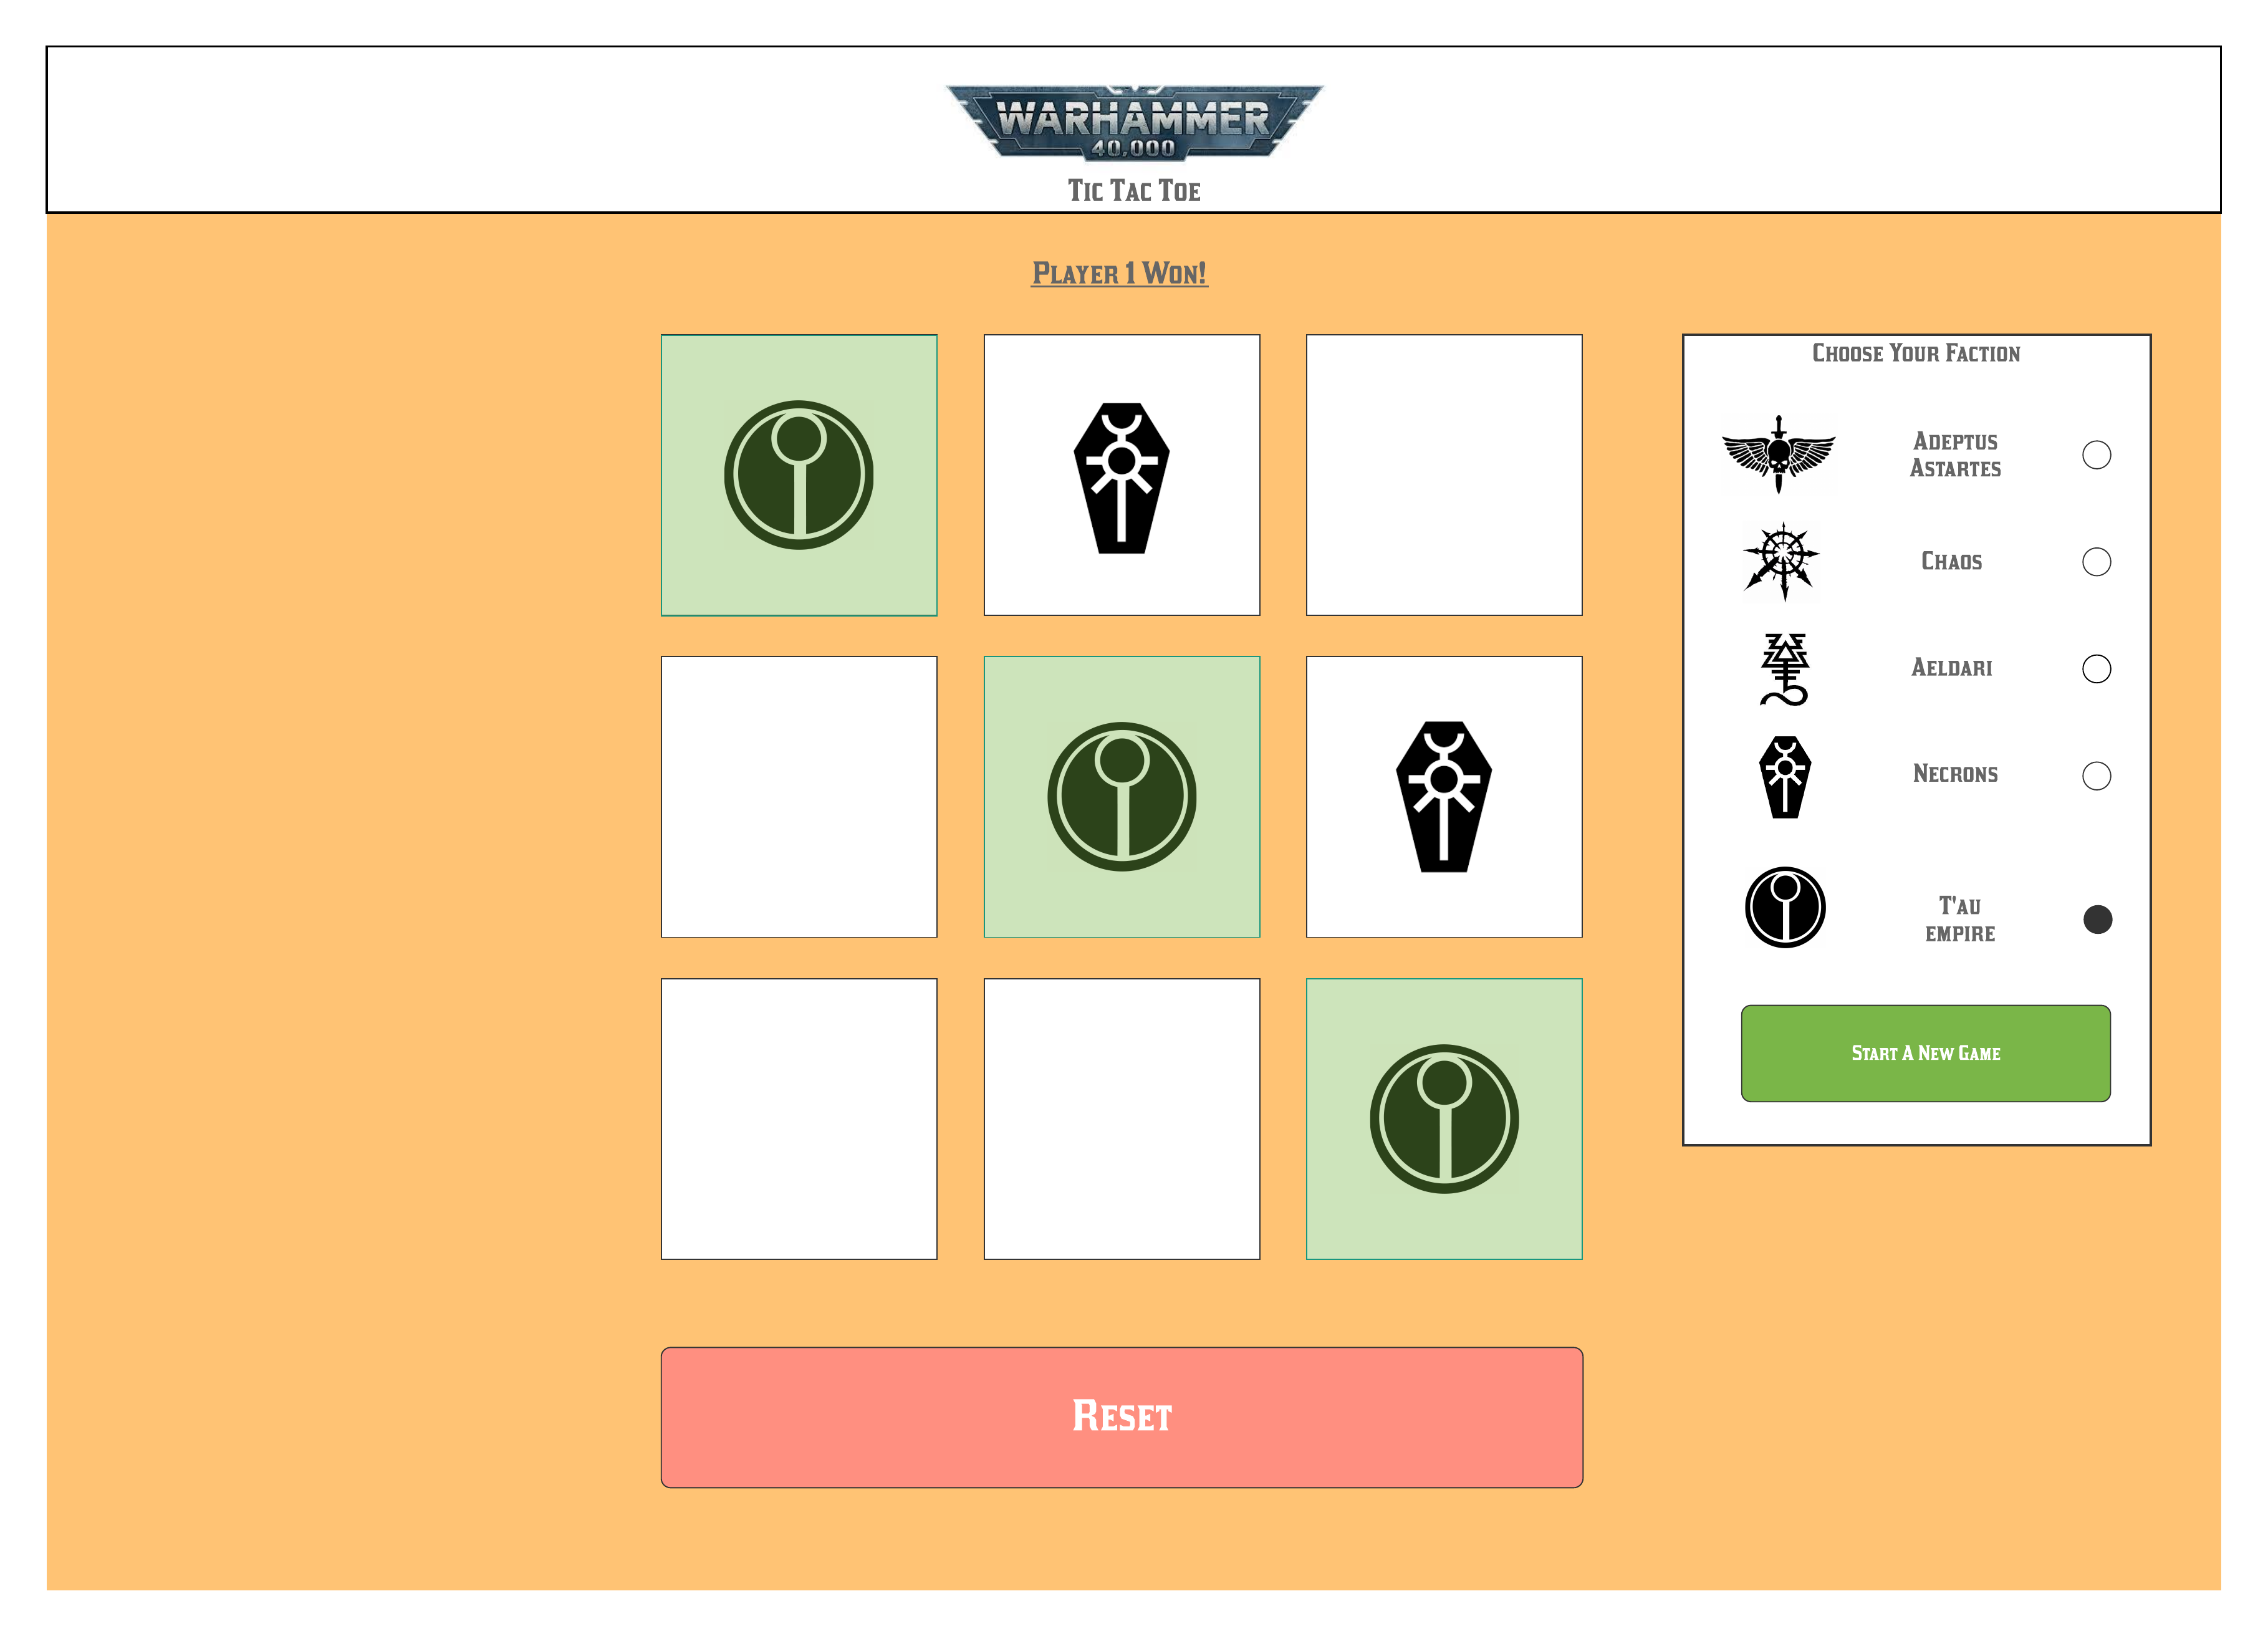 WARHAMMER
40,000
Tic Tac Toe
Player 1 Won!
Choose Your Faction
Adeptus
Astartes
Chaos
Aeldari
Necrons
T'au
empire
Start A New Game
Reset